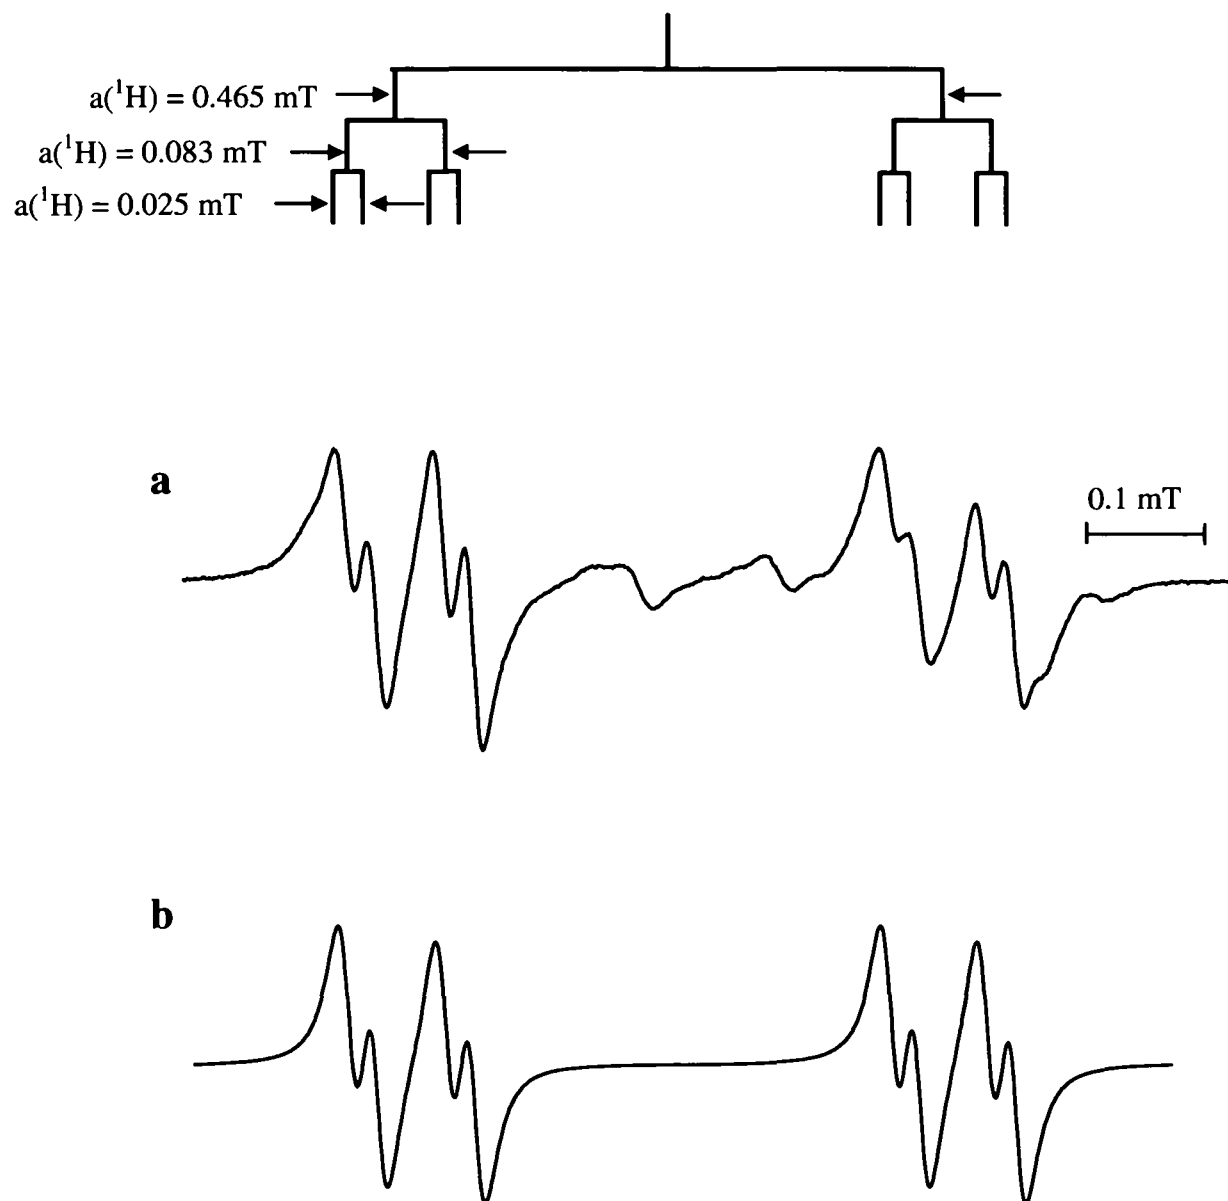 a(¹H) = 0.465 mT
a(¹H) = 0.083 mT
a(¹H) = 0.025 mT
a
0.1 mT
b